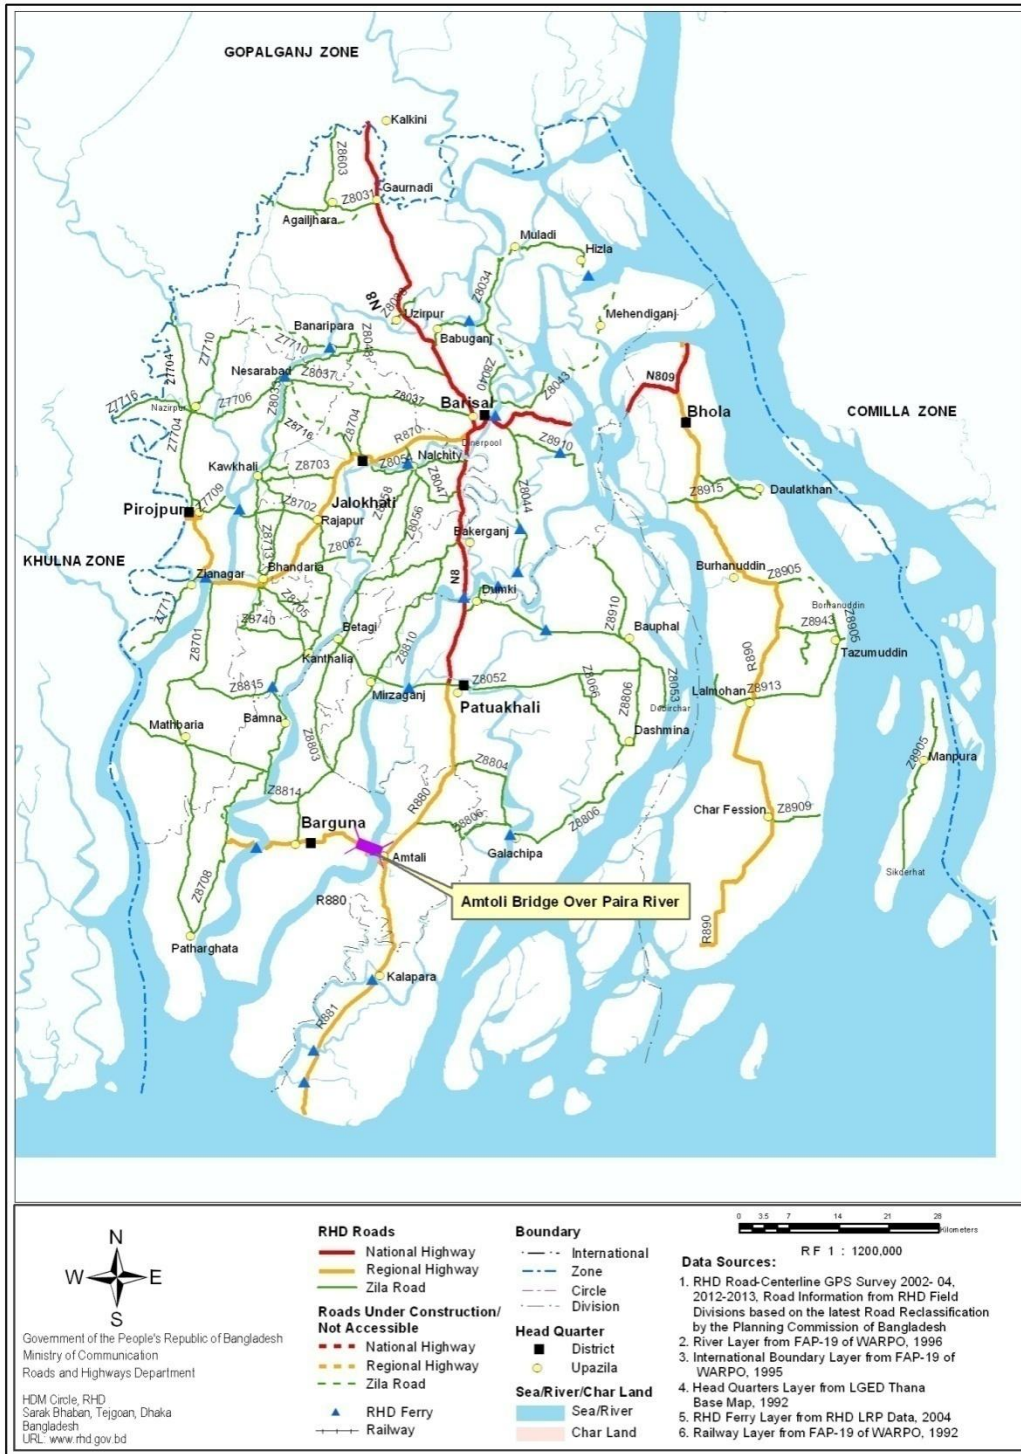 GOPALGANJ ZONE
Kalkini
Z8603
Gaurnadi
Z8031
Agailjhara
Muladi
Hizla
Z8034
N8
Uzirpur
Mehendiganj
Babuganj
Banaripara
Z7710
Z7704
Z7710
Z8048
Nesarabad
Z8037
Z8040
Z8043
N809
Z7716
Z7706
Nazirpur
Z8037
Barisal
Bhola
COMILLA ZONE
Z7704
Z8716
Z8704
R870
Dinerpool
Z8910
Nalchity
Kawkhali
Z8703
Jalokhati
Z8047
Z8044
Z8915
Daulatkhan
Z7709
Pirojpur
Z8702
Rajapur
Z8056
Bakerganj
KHULNA ZONE
Z8713
Z8062
Zianagar
Bhandaria
N8
Burhanuddin
Z8905
Z8705
Dumki
Z8910
Borhanuddin
Z8943
Z8905
Z8701
Z8740
Betagi
Z8810
Bauphal
Tazumuddin
Kanthalia
R890
Z8815
Mirzaganj
Z8052
Z8066
Z8806
Z8053
Lalmohan
Z8913
Bamna
Patuakhali
Mathbaria
Dashmina
Z8803
Z8804
Z8905
Manpura
Z8814
R880
Barguna
Z8806
Z8806
Char Fession
Z8909
Galachipa
Amtali
Sikderhat
Z8708
R880
Amtoli Bridge Over Paira River
R890
Patharghata
Kalapara
R881
N
W E
S
Government of the People's Republic of Bangladesh
Ministry of Communication
Roads and Highways Department
HDM Circle, RHD
Sarak Bhaban, Tejgoan, Dhaka
Bangladesh
URL: www.rhd.gov.bd
RHD Roads
National Highway
Regional Highway
Zila Road
Roads Under Construction/
Not Accessible
National Highway
Regional Highway
Zila Road
RHD Ferry
Railway
Boundary
International
Zone
Circle
Division
Head Quarter
District
Upazila
Sea/River/Char Land
Sea/River
Char Land
0 3.5 7 14 21 28
Kilometers
RF 1 : 1200,000
Data Sources:
1. RHD Road-Centerline GPS Survey 2002- 04,
2012-2013, Road Information from RHD Field
Divisions based on the latest Road Reclassification
by the Planning Commission of Bangladesh
2. River Layer from FAP-19 of WARPO, 1996
3. International Boundary Layer from FAP-19 of
WARPO, 1995
4. Head Quarters Layer from LGED Thana
Base Map, 1992
5. RHD Ferry Layer from RHD LRP Data, 2004
6. Railway Layer from FAP-19 of WARPO, 1992